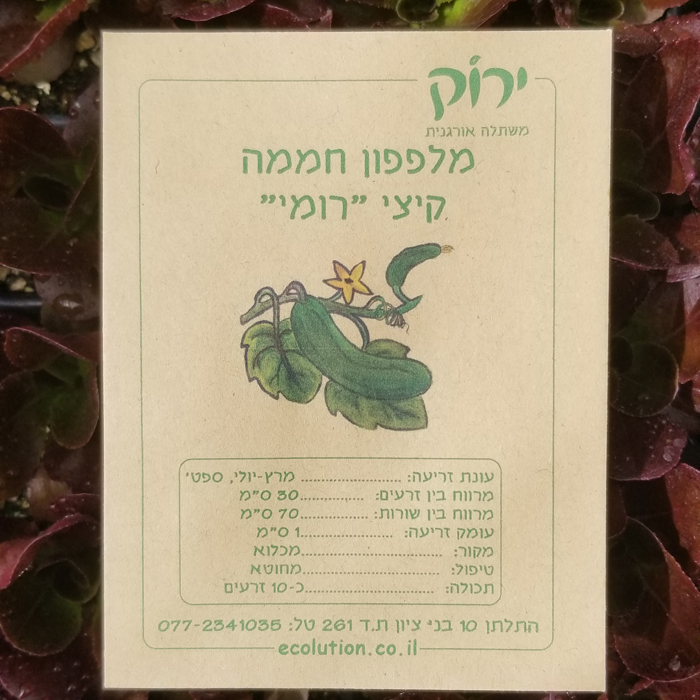 ירוק
משתלה אורגנית
מלפפון חממה
קיצי "רומי"
עונת זריעה: ........................ מרץ-יולי, ספט'
מרווח בין זרעים: ...............30 ס"מ
מרווח בין שורות: .................70 ס"מ
עומק זריעה: .......................1 ס"מ
מקור: ..................................מכלוא
טיפול: .................................מחוטא
תכולה: ...............................כ-10 זרעים
התלתן 10 בני ציון ת.ד 261 טל: 077-2341035
ecolution.co.il